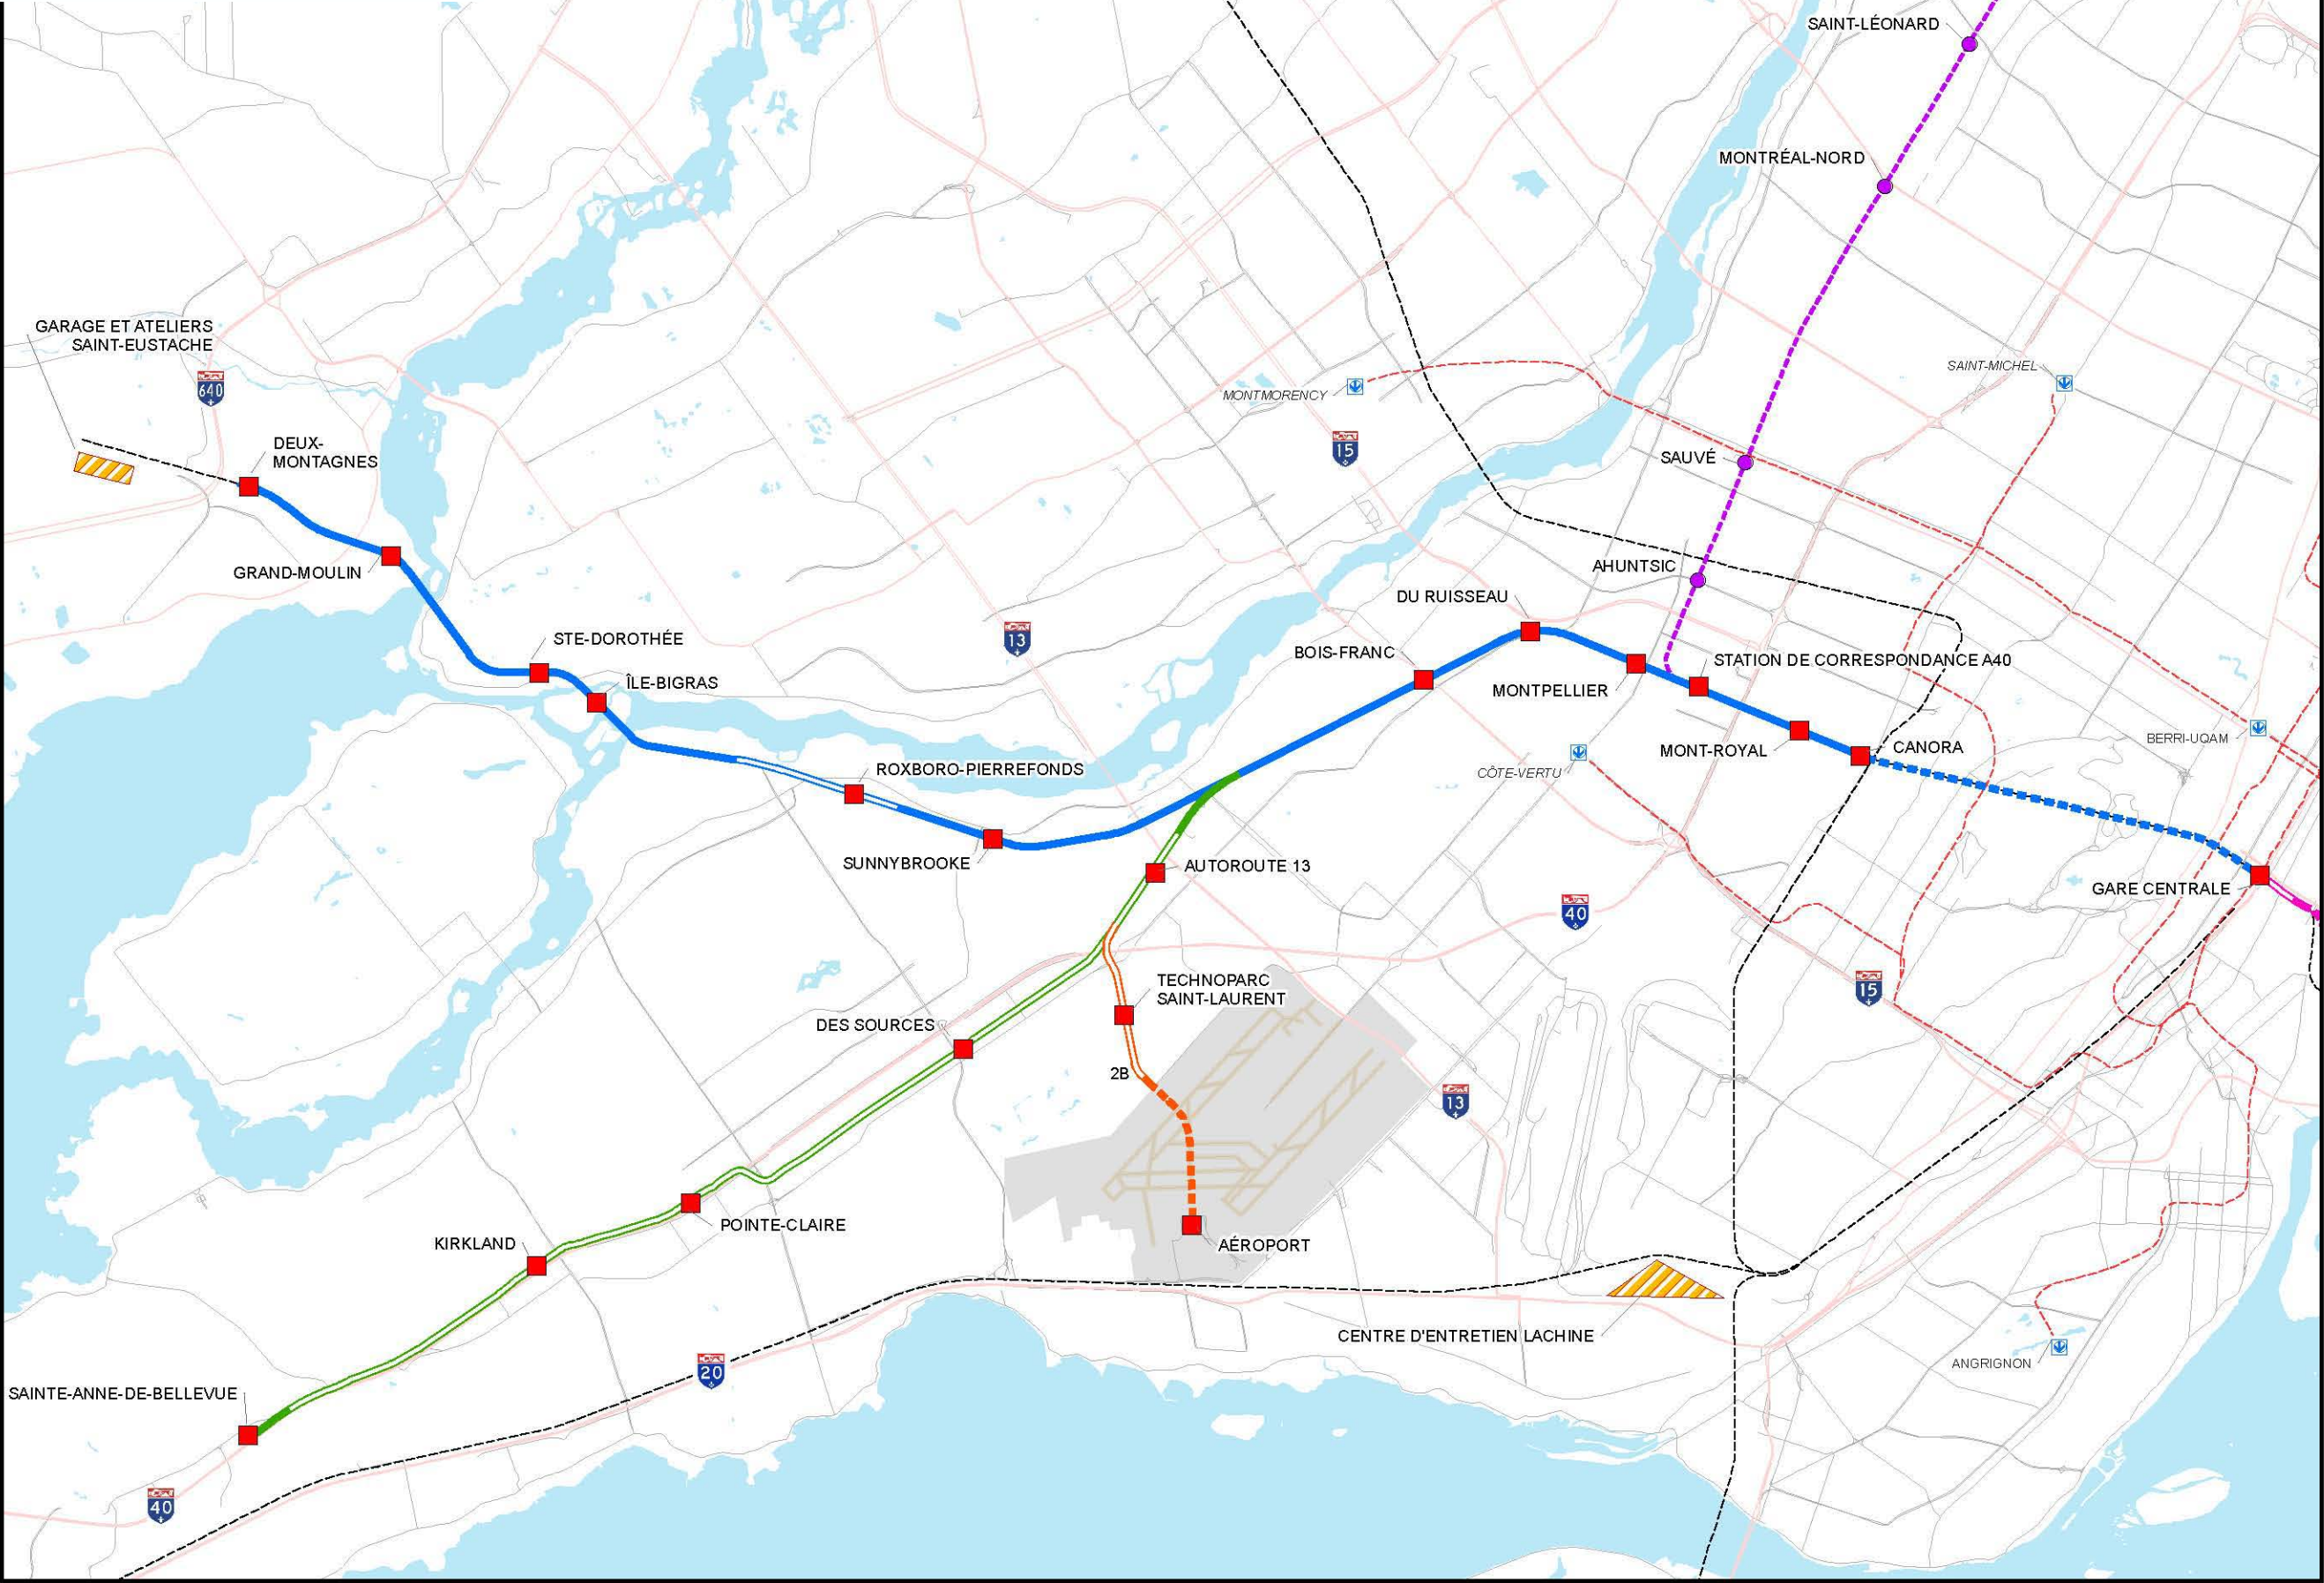 SAINT-LÉONARD
MONTRÉAL-NORD
GARAGE ET ATELIERS
SAINT-EUSTACHE
640
MONTMORENCY
SAINT-MICHEL
DEUX-
MONTAGNES
15
SAUVÉ
GRAND-MOULIN
AHUNTSIC
DU RUISSEAU
STE-DOROTHÉE
13
BOIS-FRANC
STATION DE CORRESPONDANCE A40
ÎLE-BIGRAS
MONTPELLIER
BERRI-UQAM
MONT-ROYAL
CANORA
ROXBORO-PIERREFONDS
CÔTE-VERTU
SUNNYBROOKE
AUTOROUTE 13
GARE CENTRALE
40
TECHNOPARC
SAINT-LAURENT
15
DES SOURCES
2B
13
POINTE-CLAIRE
KIRKLAND
AÉROPORT
CENTRE D'ENTRETIEN LACHINE
20
ANGRIGNON
SAINTE-ANNE-DE-BELLEVUE
40